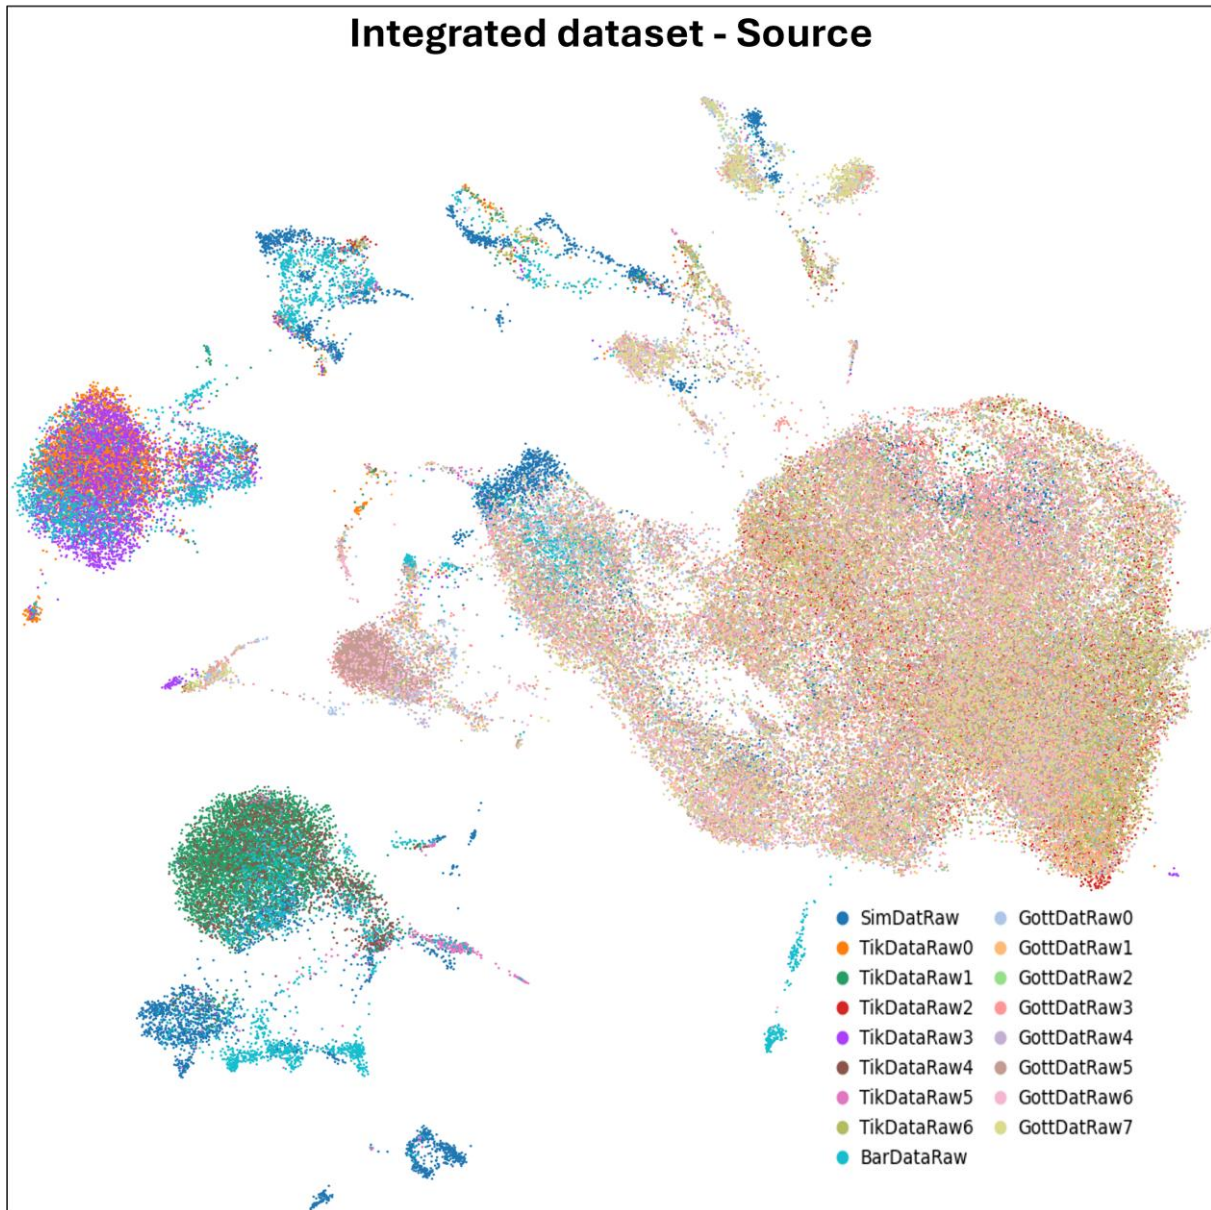 Integrated dataset - Source
SimDatRaw
TikDataRaw0
TikDataRaw1
TikDataRaw2
TikDataRaw3
TikDataRaw4
TikDataRaw5
TikDataRaw6
BarDataRaw
GottDatRaw0
GottDatRaw1
GottDatRaw2
GottDatRaw3
GottDatRaw4
GottDatRaw5
GottDatRaw6
GottDatRaw7